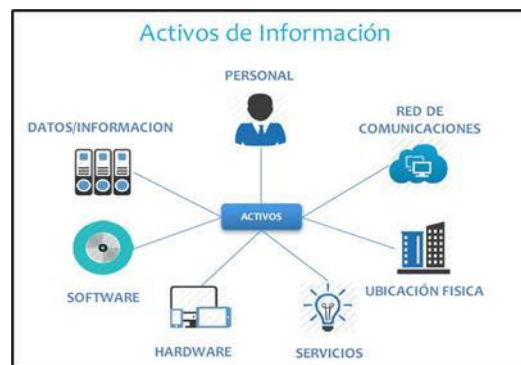 Activos de Información
PERSONAL
DATOS/INFORMACION
RED DE
COMUNICACIONES
ACTIVOS
SOFTWARE
UBICACIÓN FISICA
HARDWARE
SERVICIOS